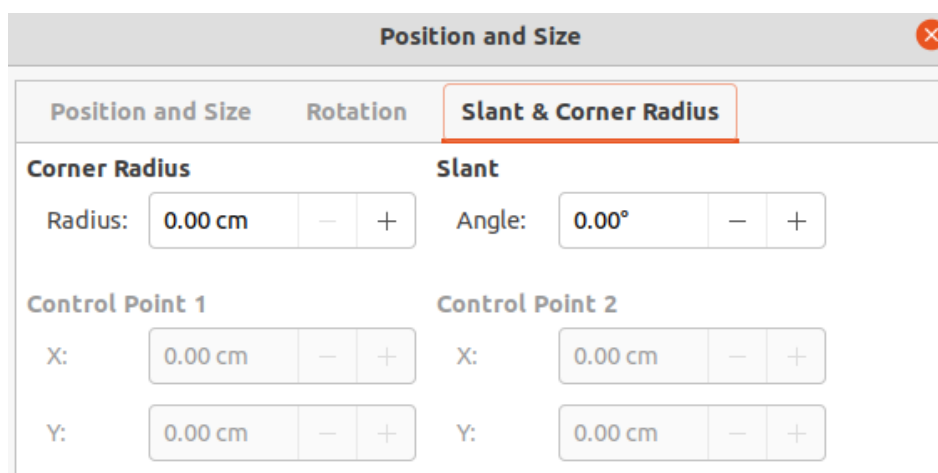 Position and Size
Position and Size Rotation Slant & Corner Radius
Corner Radius Slant
Radius: 0.00 cm − + Angle: 0.00° − +
Control Point 1 Control Point 2
X: 0.00 cm − + X: 0.00 cm − +
Y: 0.00 cm − + Y: 0.00 cm − +